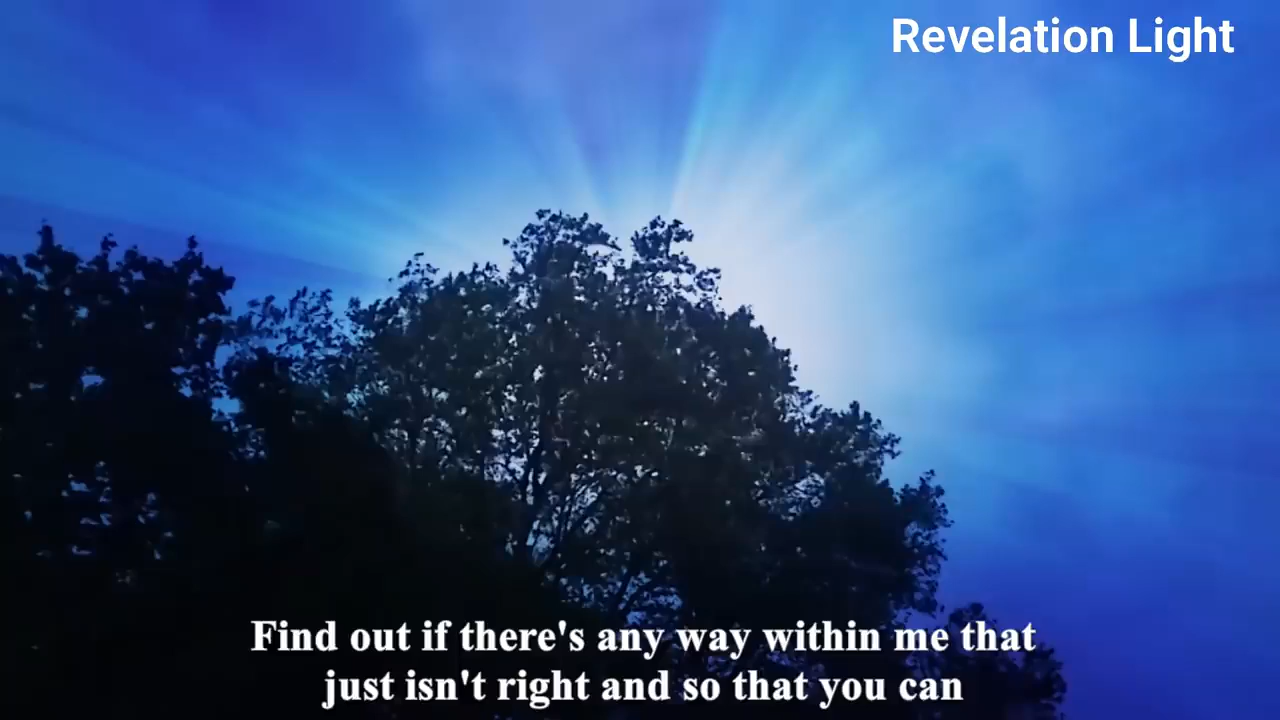 Revelation Light
Find out if there's any way within me that
just isn't right and so that you can